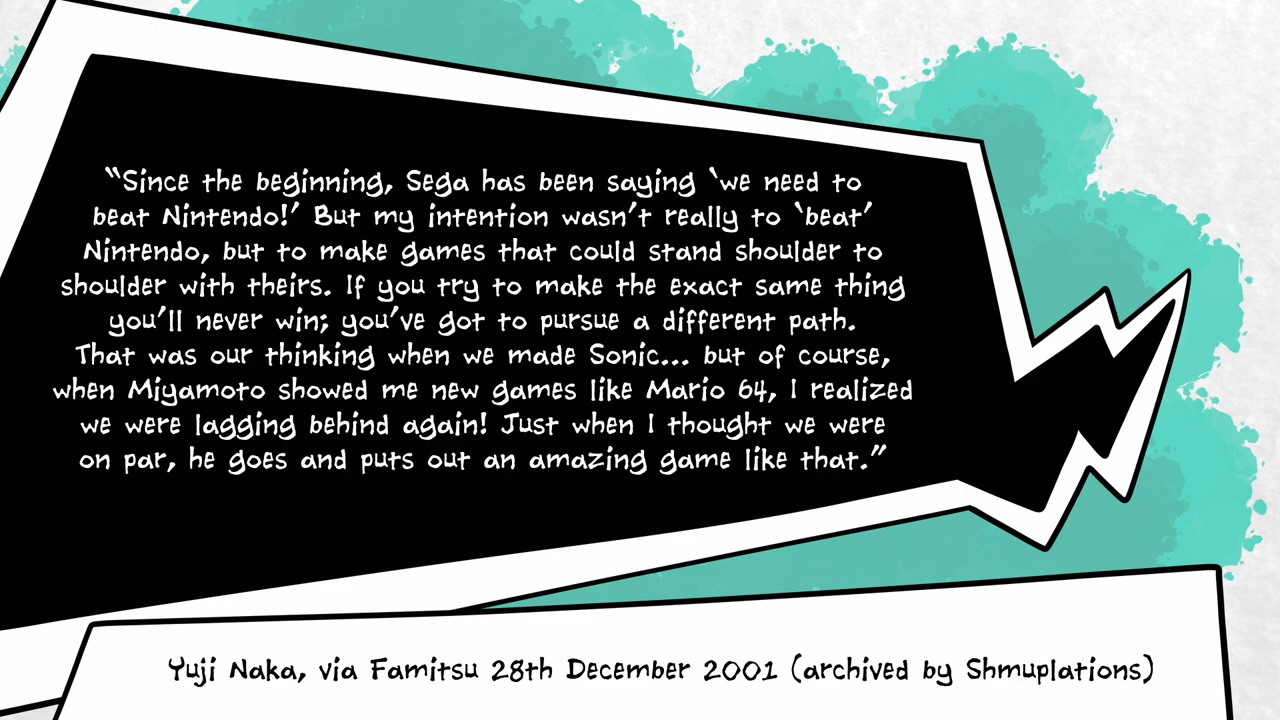 “Since the beginning, Sega has been saying ‘we need to
beat Nintendo!’ But my intention wasn’t really to ‘beat’
Nintendo, but to make games that could stand shoulder to
shoulder with theirs. If you try to make the exact same thing
you’ll never win; you’ve got to pursue a different path.
That was our thinking when we made Sonic... but of course,
when Miyamoto showed me new games like Mario 64, I realized
we were lagging behind again! Just when I thought we were
on par, he goes and puts out an amazing game like that.”
Yuji Naka, via Famitsu 28th December 2001 (archived by Shmuplations)